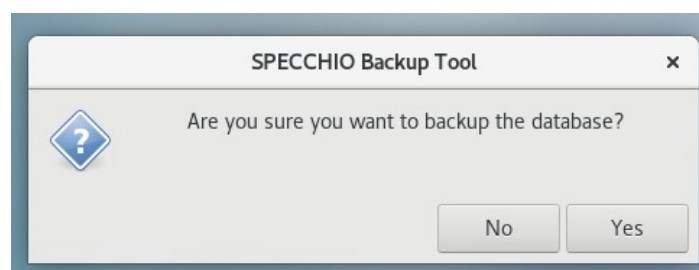 SPECCHIO Backup Tool ×
?
Are you sure you want to backup the database?
No Yes